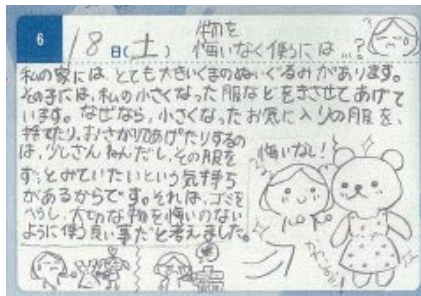 6
1/8日(土)
物を
悔いなく使うには…?
私の家には、とても大きいくまのぬいぐるみがあります。
その子には、私の小さくなった服などをきさせてあげて
います。なぜなら、小さくなったお気に入りの服を、
捨てたり、おさがりであげたりするの
は、少しざんねんだし、その服を
ずっとみていたいという気持ち
があるからです。それは、ゴミを
へらし、大切な物を悔いのない
ように使う良い事だと考えました。
悔いなし!